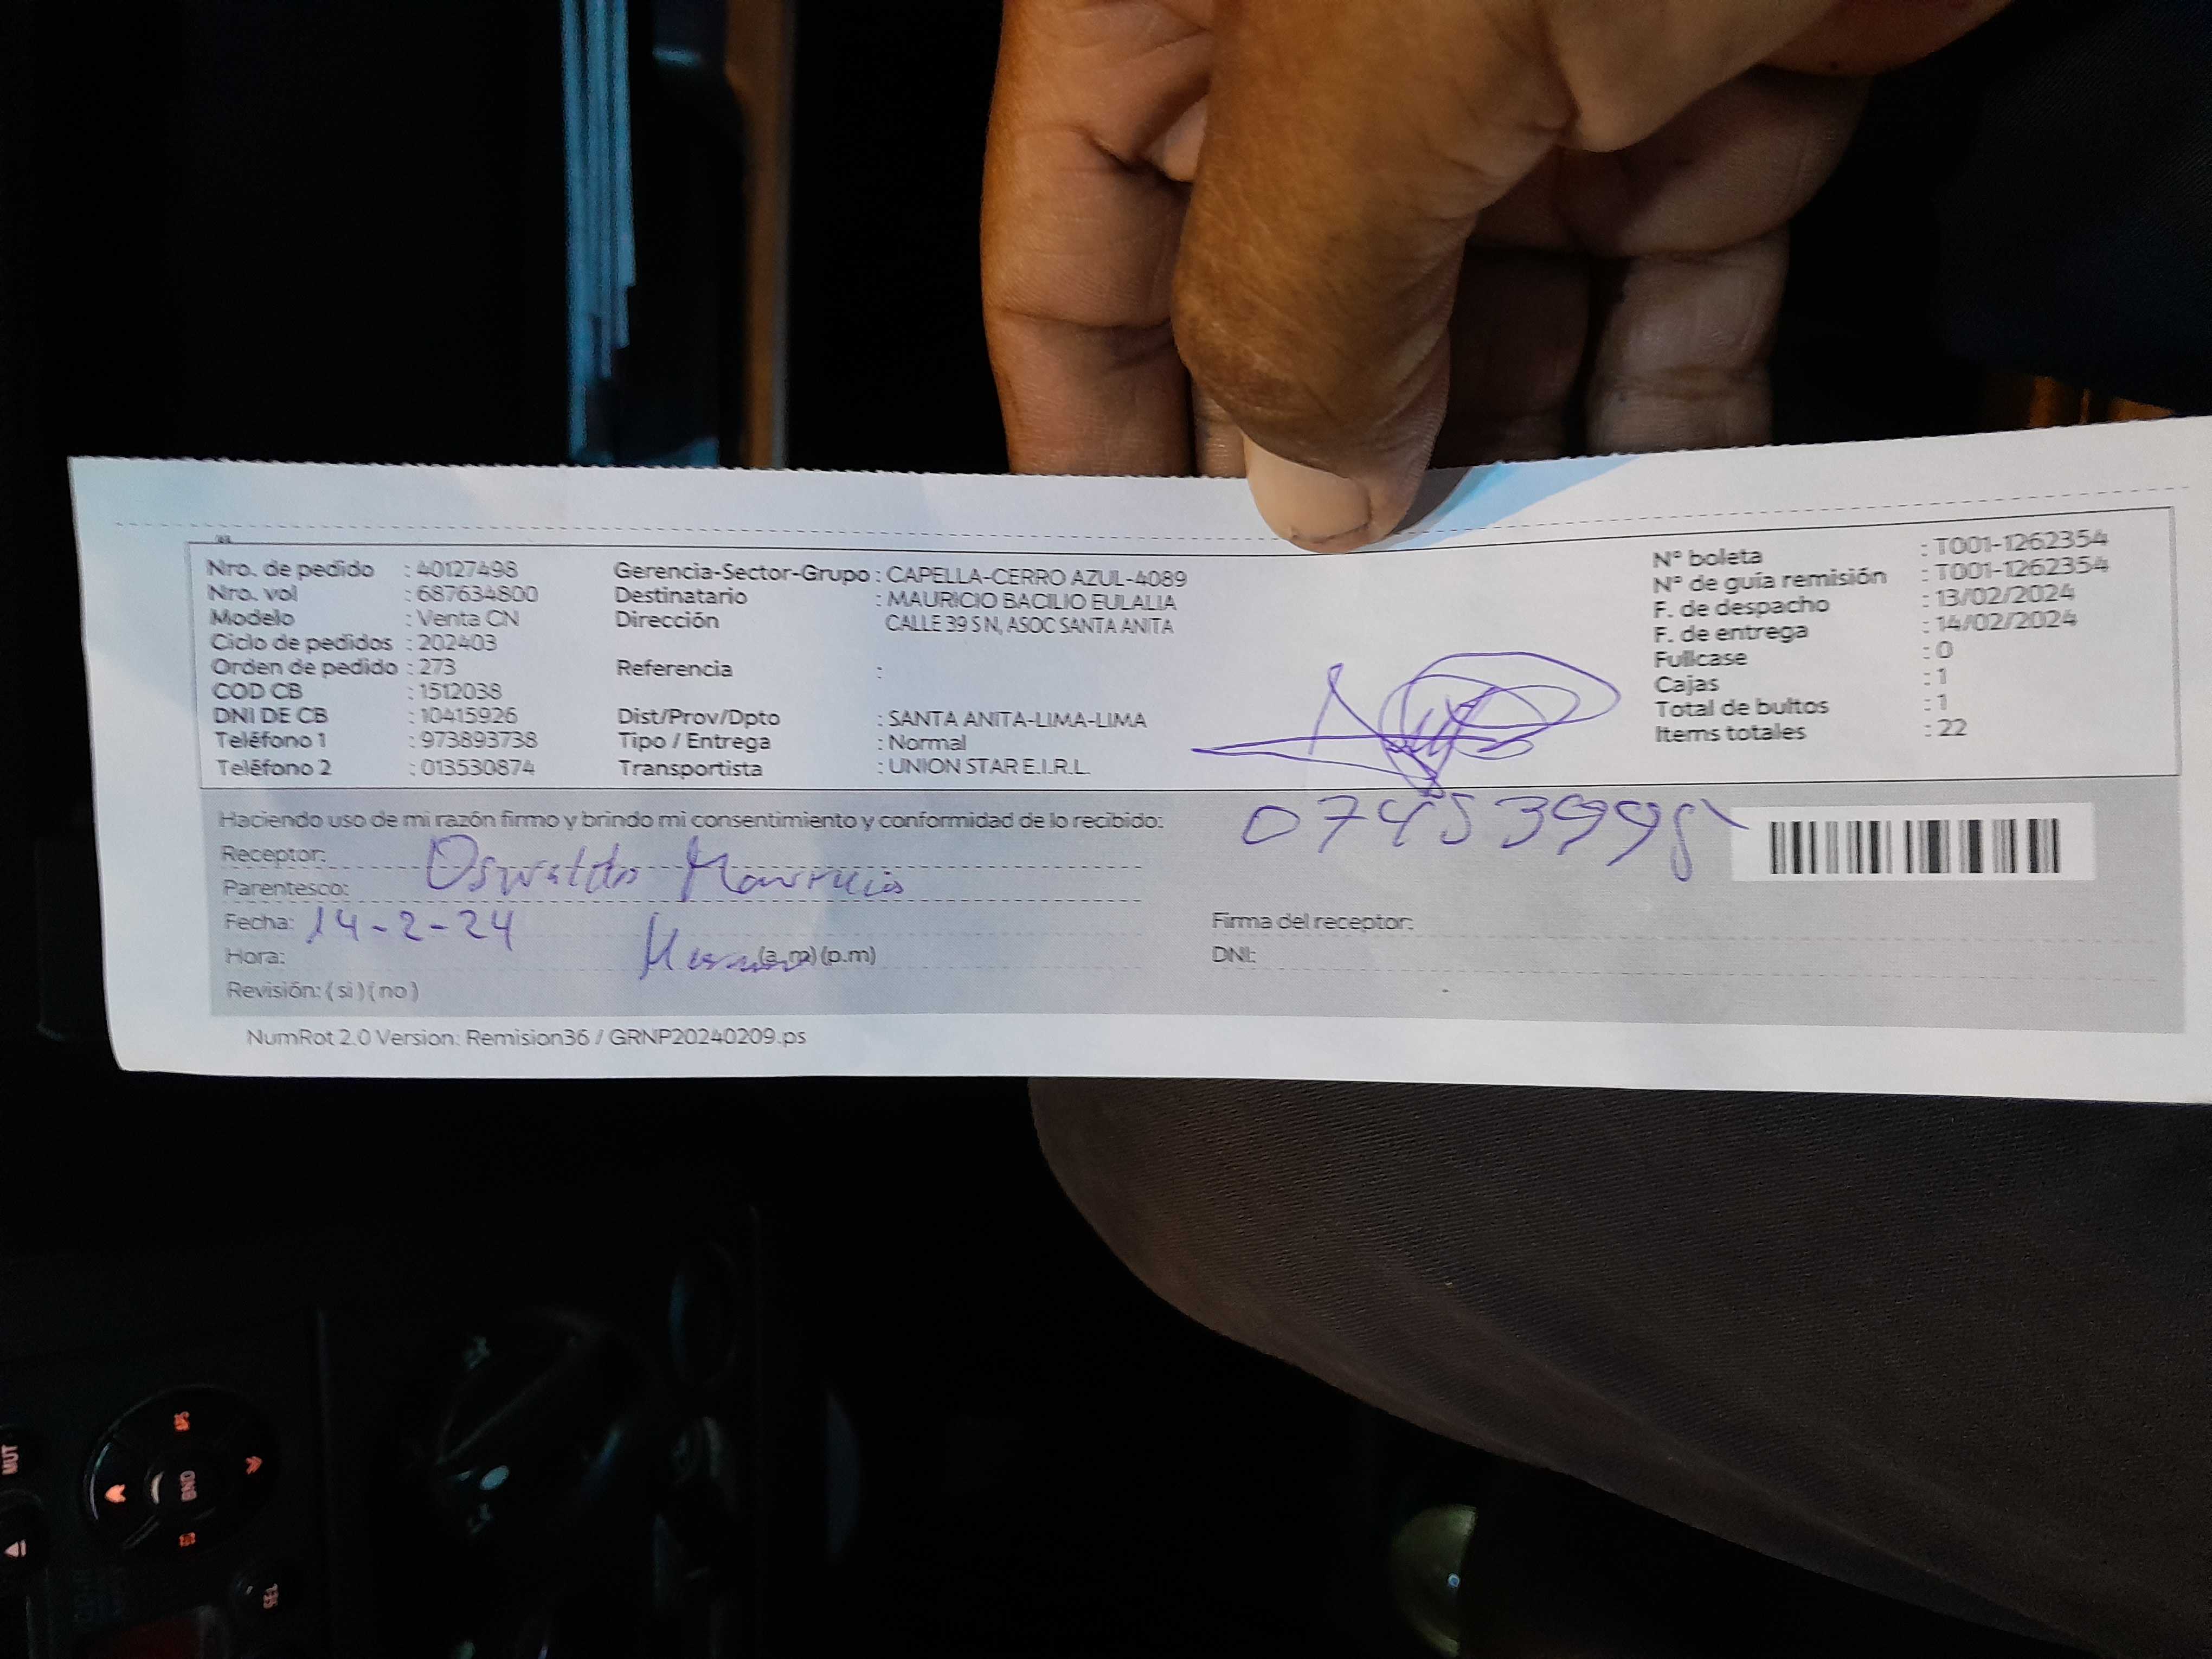 Nro. de pedido : 40127498
Nro. vol : 687634800
Modelo : Venta CN
Ciclo de pedidos : 202403
Orden de pedido : 273
COD CB : 1512038
DNI DE CB : 10415926
Teléfono 1 : 973893738
Teléfono 2 : 013530874
Gerencia-Sector-Grupo : CAPELLA-CERRO AZUL-4089
Destinatario : MAURICIO BACILIO EULALIA
Dirección CALLE 39 S N, ASOC SANTA ANITA
Referencia :
Dist/Prov/Dpto : SANTA ANITA-LIMA-LIMA
Tipo / Entrega : Normal
Transportista : UNION STAR E.I.R.L.
N° boleta : T001-1262354
N° de guía remisión : T001-1262354
F. de despacho : 13/02/2024
F. de entrega : 14/02/2024
Fullcase : 0
Cajas : 1
Total de bultos : 1
Items totales : 22
Haciendo uso de mi razón firmo y brindo mi consentimiento y conformidad de lo recibido:
Receptor: Oswaldo Mauricio
Parentesco:
Fecha: 14-2-24
Hora: (a.m) (p.m)
Revisión: ( si ) ( no )
Firma del receptor:
DNI:
NumRot 2.0 Version: Remision36 / GRNP20240209.ps
MUT
BND
SEL